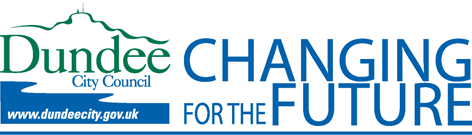 Dundee
City Council
www.dundeecity.gov.uk
CHANGING
FOR THE FUTURE